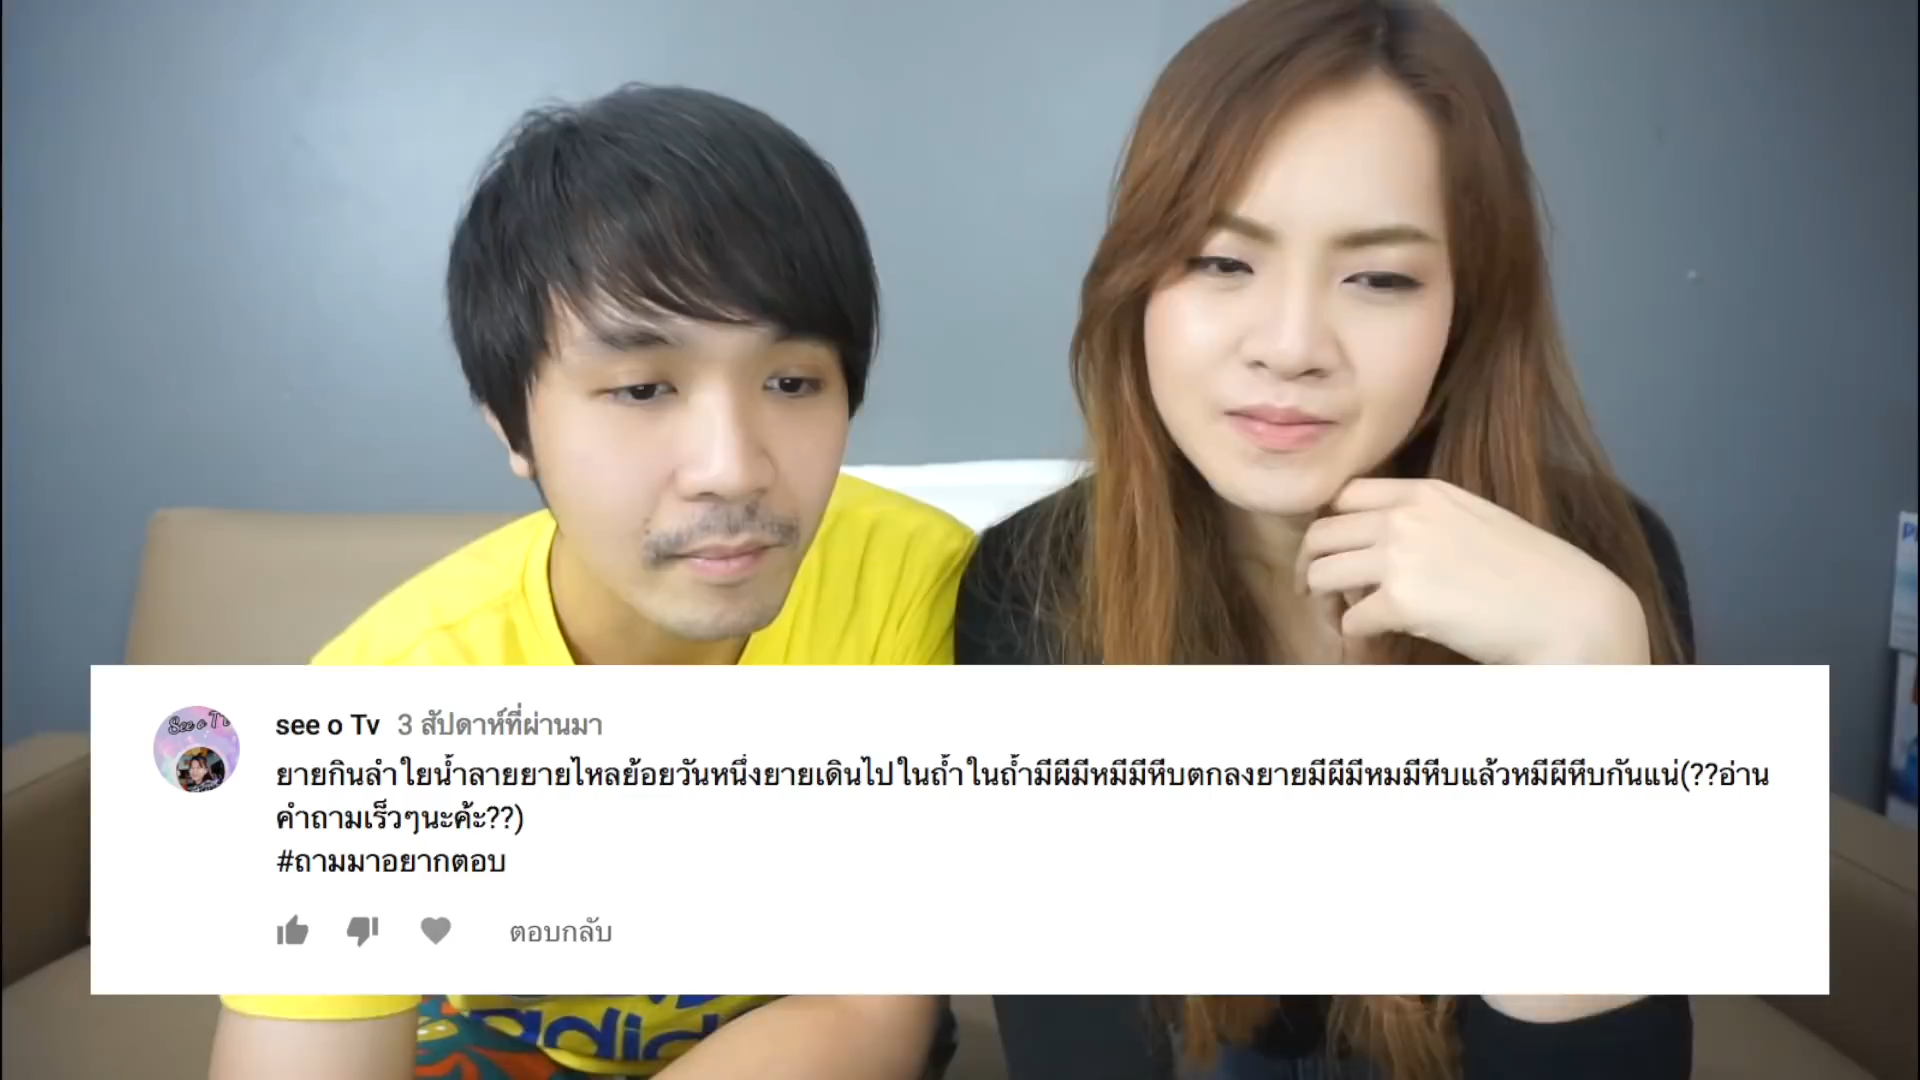 See o Tv
see o Tv 3 สัปดาห์ที่ผ่านมา
ยายกินลำใยน้ำลายยายไหลย้อยวันหนึ่งยายเดินไปในถ้ำในถ้ำมีผีมีหมีมีหีบตกลงยายมีผีมีหมมีหีบแล้วหมีผีหีบกันแน่(??อ่าน
คำถามเร็วๆนะค้ะ??)
#ถามมาอยากตอบ
ตอบกลับ
adid